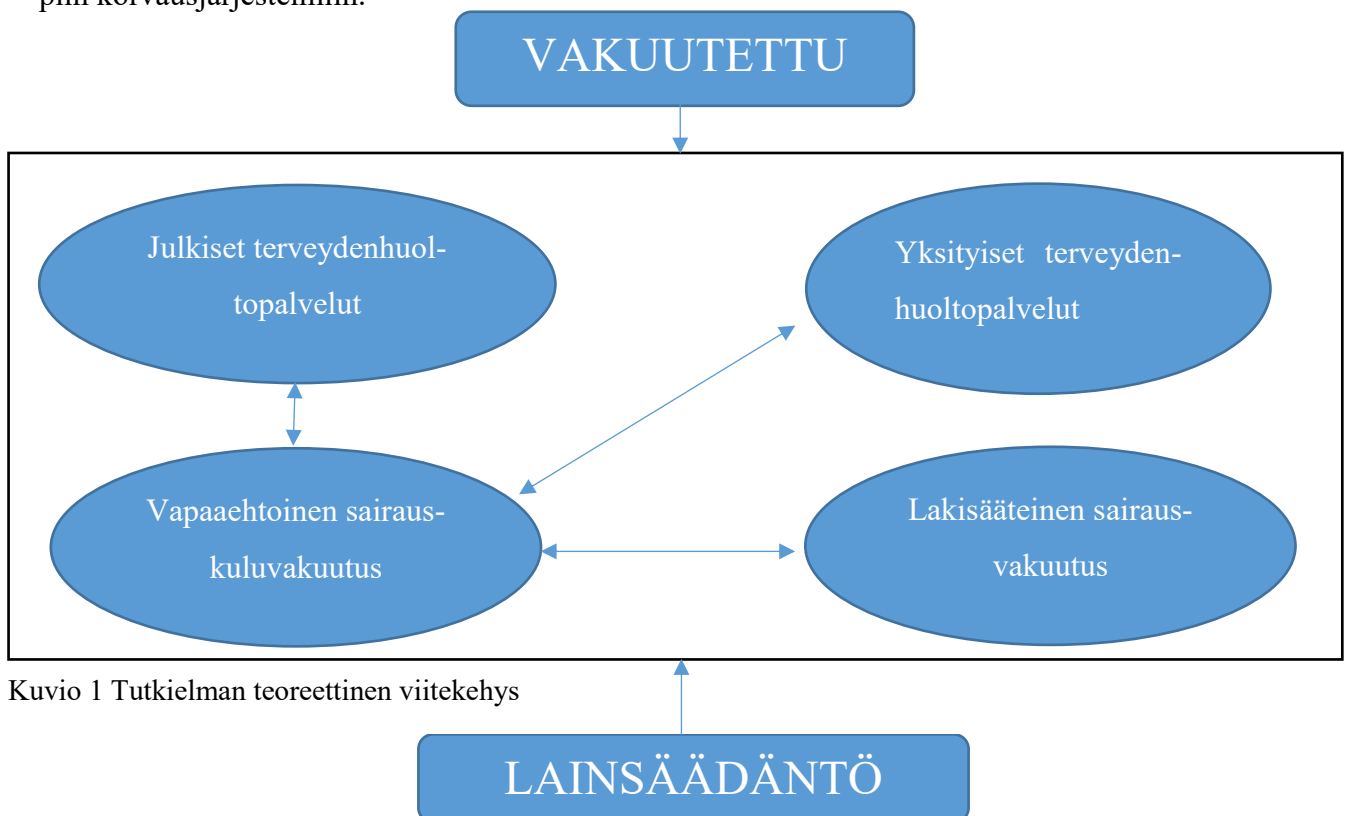 VAKUUTETTU
Julkiset terveydenhuol-
topalvelut
Yksityiset terveyden-
huoltopalvelut
Vapaaehtoinen sairaus-
kuluvakuutus
Lakisääteinen sairaus-
vakuutus
Kuvio 1 Tutkielman teoreettinen viitekehys
LAINSÄÄDÄNTÖ